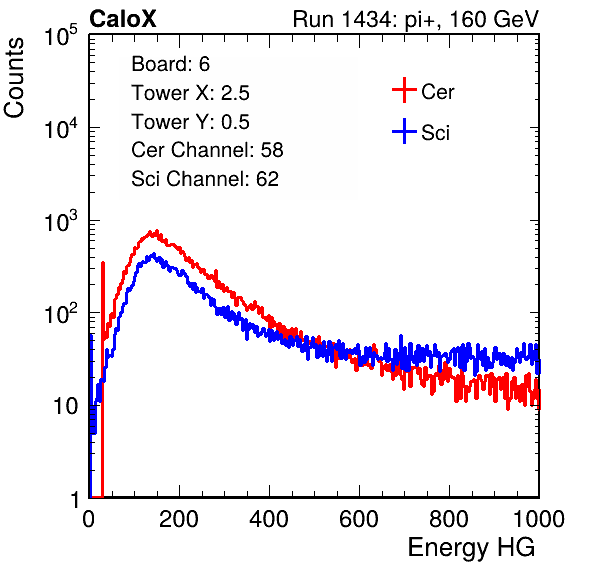 CaloX Run 1434: pi+, 160 GeV
Counts
Board: 6
Tower X: 2.5
Tower Y: 0.5
Cer Channel: 58
Sci Channel: 62
Cer
Sci
10^5
10^4
10^3
10^2
10
1
0 200 400 600 800 1000
Energy HG